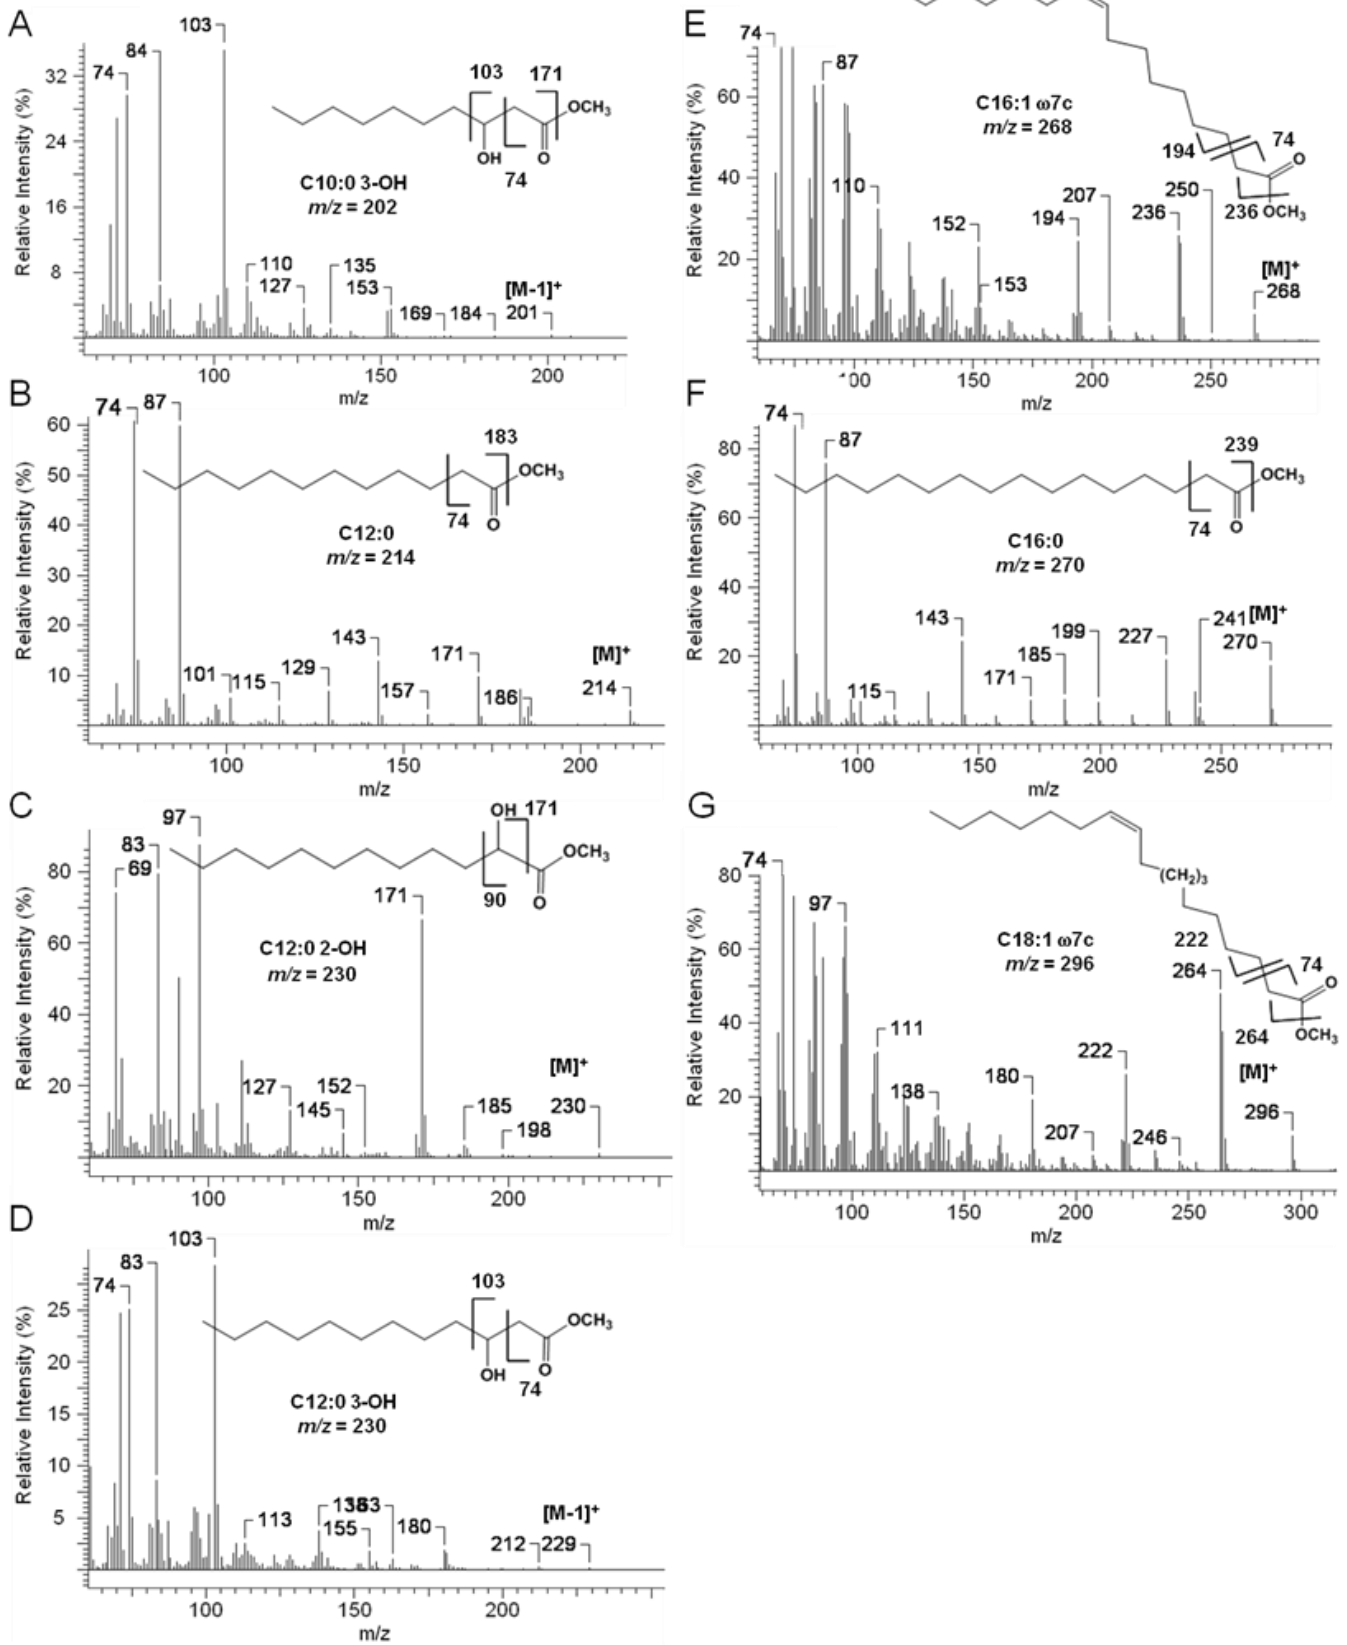 A
Relative Intensity (%)
32
24
16
8
74
84
103
103
171
OCH3
OH
O
74
C10:0 3-OH
m/z = 202
110
127
135
153
169
184
[M-1]+
201
100
150
200
m/z
B
Relative Intensity (%)
60
50
40
30
20
10
74
87
183
OCH3
74
O
C12:0
m/z = 214
101
115
129
143
157
171
186
[M]+
214
100
150
200
m/z
C
Relative Intensity (%)
80
60
40
20
69
83
97
OH
171
OCH3
90
O
C12:0 2-OH
m/z = 230
127
145
152
171
185
198
[M]+
230
100
150
200
m/z
D
Relative Intensity (%)
25
20
15
10
5
74
83
103
103
OCH3
OH
O
74
C12:0 3-OH
m/z = 230
113
138
155
163
180
212
[M-1]+
229
100
150
200
m/z
E
Relative Intensity (%)
60
40
20
74
87
C16:1 ω7c
m/z = 268
194
74
O
236
OCH3
110
152
153
194
207
236
250
[M]+
268
100
150
200
250
m/z
F
Relative Intensity (%)
80
60
40
20
74
87
239
OCH3
74
O
C16:0
m/z = 270
115
143
171
185
199
227
241
[M]+
270
100
150
200
250
m/z
G
Relative Intensity (%)
80
60
40
20
74
97
(CH2)3
C18:1 ω7c
m/z = 296
222
74
O
264
OCH3
111
138
180
207
222
246
264
[M]+
296
100
150
200
250
300
m/z